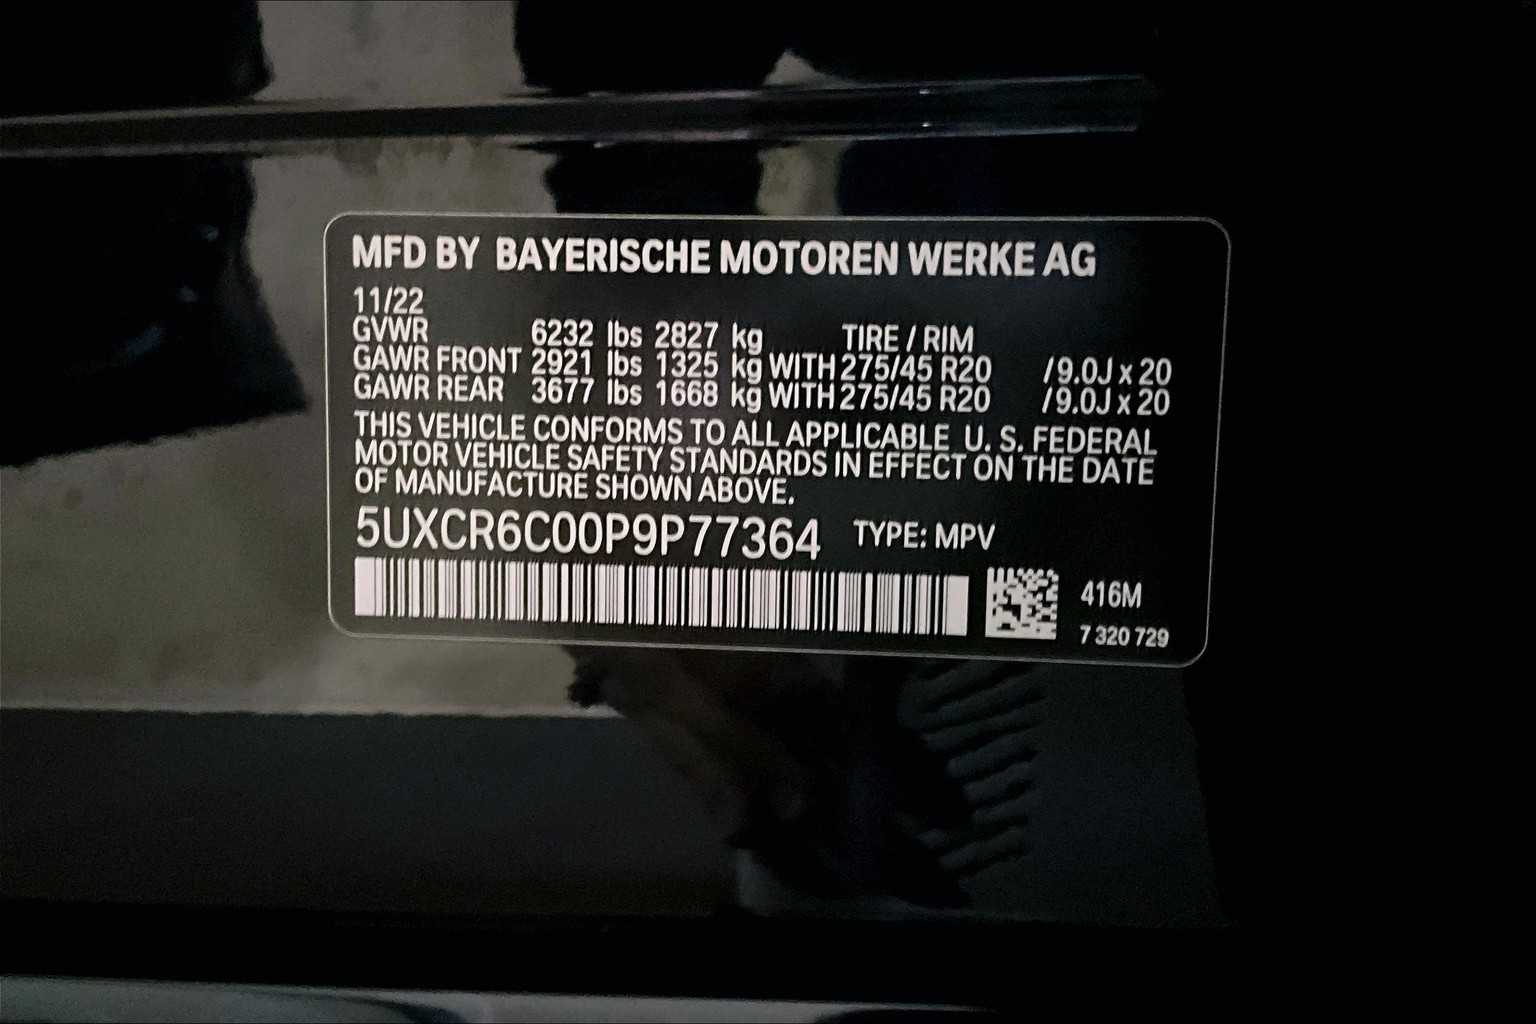 MFD BY BAYERISCHE MOTOREN WERKE AG
11/22
GVWR 6232 lbs 2827 kg TIRE / RIM
GAWR FRONT 2921 lbs 1325 kg WITH 275/45 R20 / 9.0J x 20
GAWR REAR 3677 lbs 1668 kg WITH 275/45 R20 / 9.0J x 20
THIS VEHICLE CONFORMS TO ALL APPLICABLE U. S. FEDERAL
MOTOR VEHICLE SAFETY STANDARDS IN EFFECT ON THE DATE
OF MANUFACTURE SHOWN ABOVE.
5UXCR6C00P9P77364 TYPE: MPV
416M
7 320 729